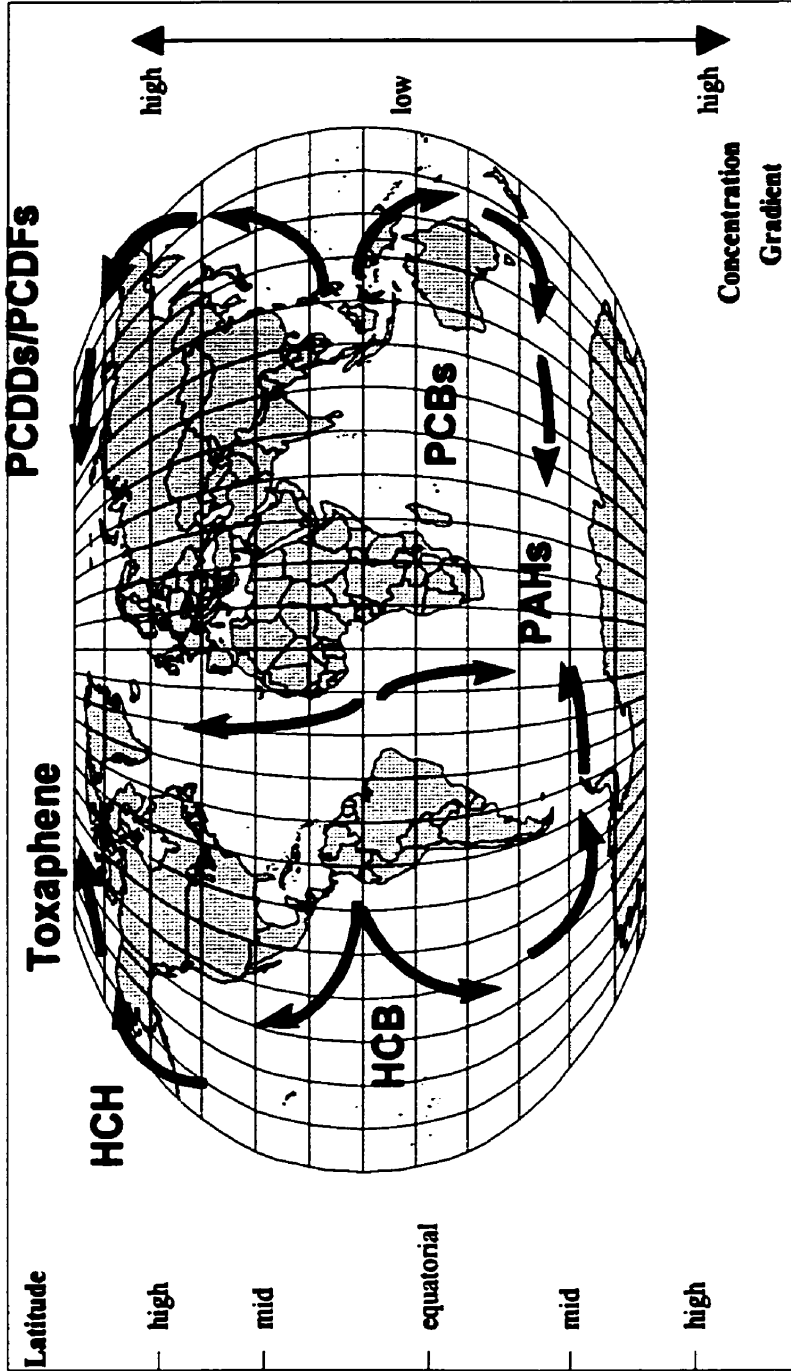 Latitude
high
mid
equatorial
mid
high
HCH
Toxaphene
PCDDs/PCDFs
HCB
PCBs
PAHs
high
low
high
Concentration
Gradient